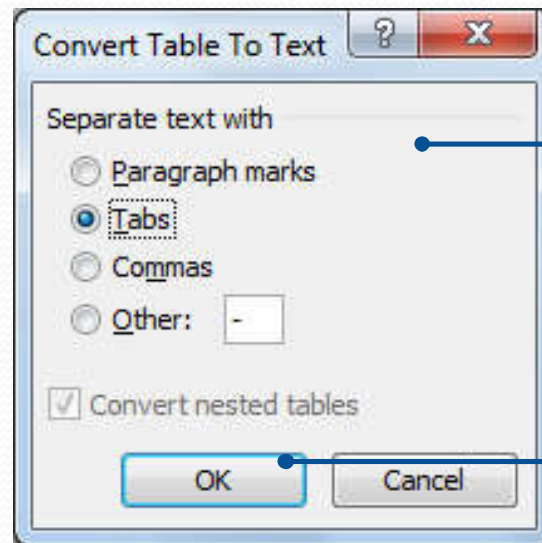 Convert Table To Text ? X
Separate text with
Paragraph marks
Tabs
Commas
Other: -
Convert nested tables
OK Cancel